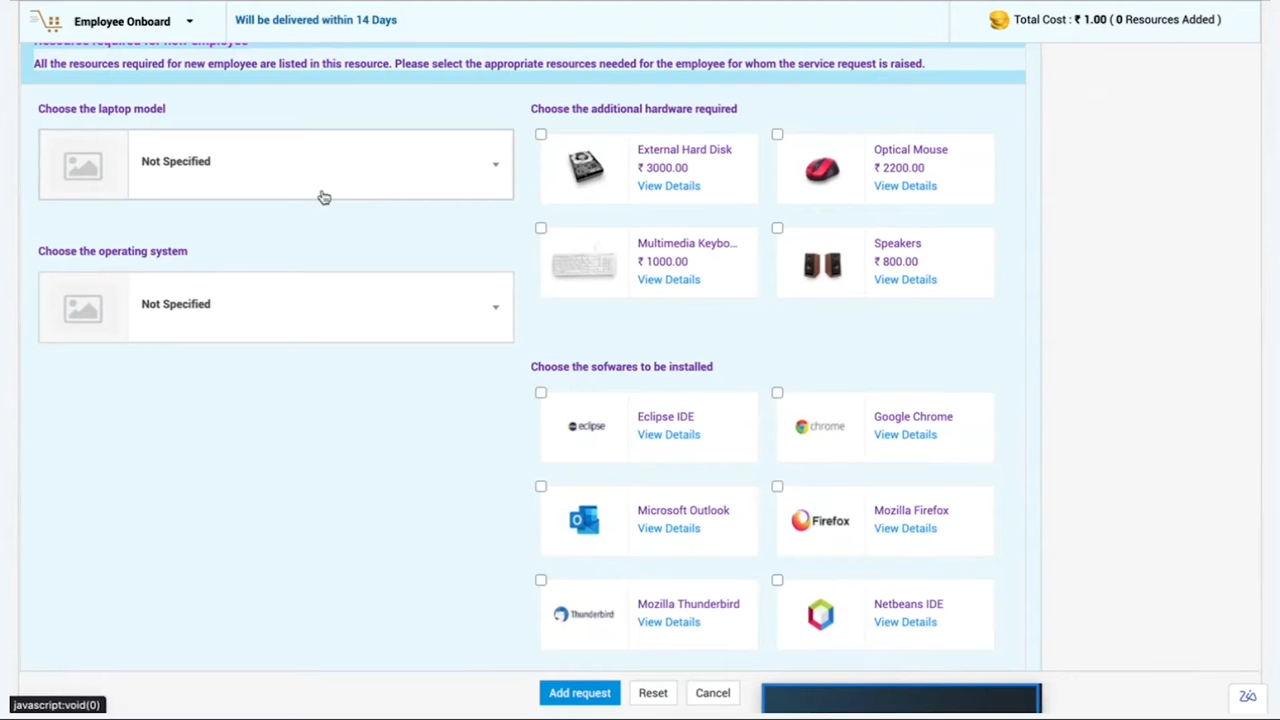 Employee Onboard
Will be delivered within 14 Days
Total Cost : ₹ 1.00 ( 0 Resources Added )
Resource required for new employee
All the resources required for new employee are listed in this resource. Please select the appropriate resources needed for the employee for whom the service request is raised.
Choose the laptop model
Not Specified
Choose the operating system
Not Specified
Choose the additional hardware required
External Hard Disk
₹ 3000.00
View Details
Optical Mouse
₹ 2200.00
View Details
Multimedia Keybo...
₹ 1000.00
View Details
Speakers
₹ 800.00
View Details
Choose the sofwares to be installed
eclipse
Eclipse IDE
View Details
chrome
Google Chrome
View Details
Microsoft Outlook
View Details
Firefox
Mozilla Firefox
View Details
Thunderbird
Mozilla Thunderbird
View Details
Netbeans IDE
View Details
Add request
Reset
Cancel
javascript:void(0)